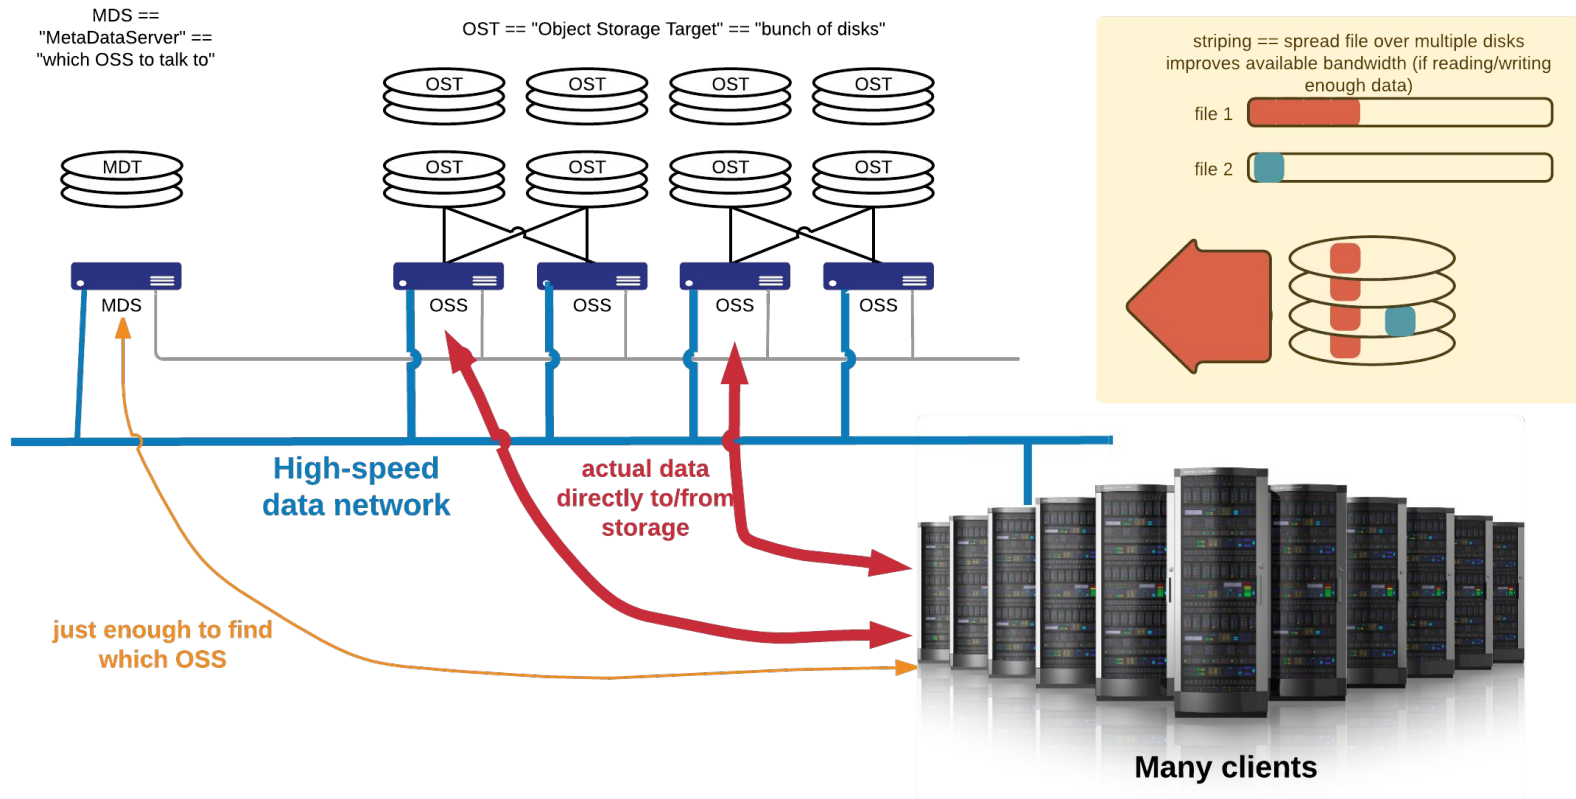 MDS ==
"MetaDataServer" ==
"which OSS to talk to"
OST == "Object Storage Target" == "bunch of disks"
striping == spread file over multiple disks
improves available bandwidth (if reading/writing
enough data)
file 1
file 2
OST
OST
OST
OST
MDT
OST
OST
OST
OST
MDS
OSS
OSS
OSS
OSS
High-speed
data network
actual data
directly to/from
storage
just enough to find
which OSS
Many clients